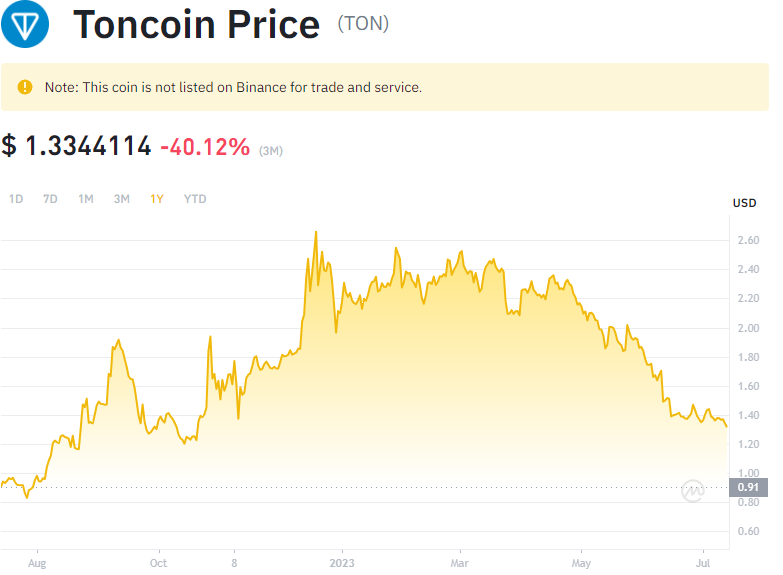 Toncoin Price (TON)
Note: This coin is not listed on Binance for trade and service.
$ 1.3344114 -40.12% (3M)
1D 7D 1M 3M 1Y YTD
USD
2.60
2.40
2.20
2.00
1.80
1.60
1.40
1.20
1.00
0.91
0.80
0.60
Aug Oct 8 2023 Mar May Jul